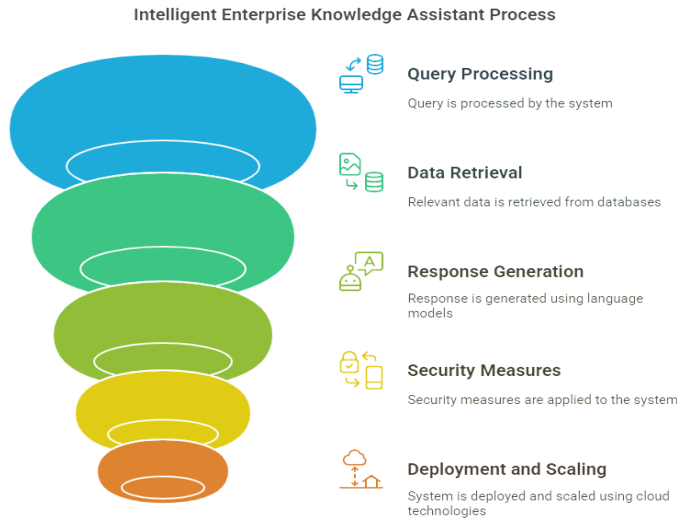 Intelligent Enterprise Knowledge Assistant Process
Query Processing
Query is processed by the system
Data Retrieval
Relevant data is retrieved from databases
A
Response Generation
Response is generated using language
models
Security Measures
Security measures are applied to the system
Deployment and Scaling
System is deployed and scaled using cloud
technologies